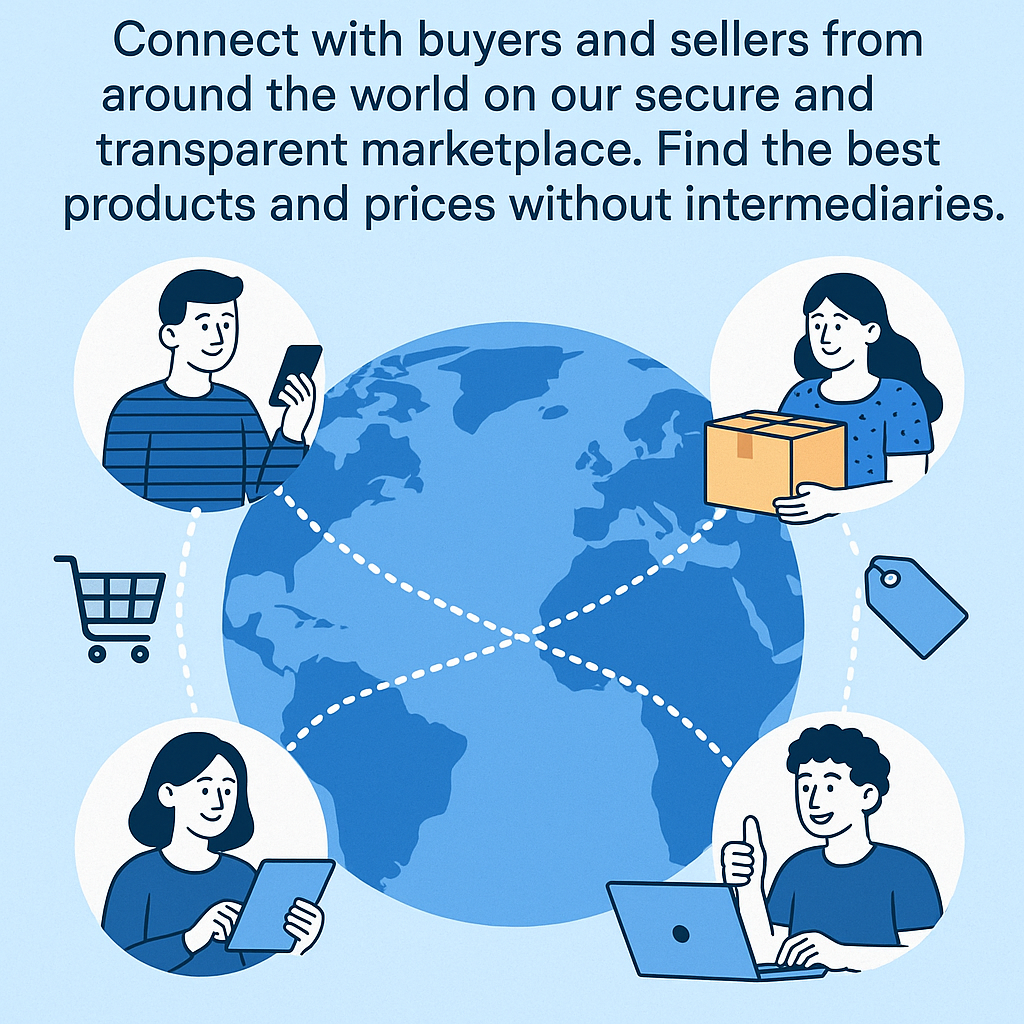 Connect with buyers and sellers from
around the world on our secure and
transparent marketplace. Find the best
products and prices without intermediaries.